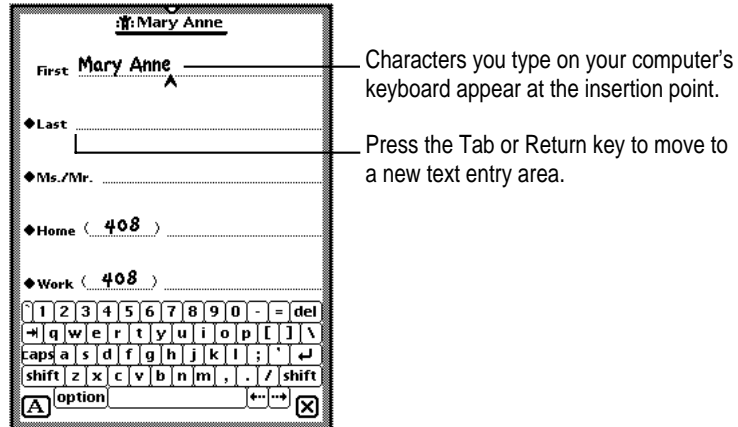 Mary Anne
First Mary Anne
Characters you type on your computer's
keyboard appear at the insertion point.
◆Last
Press the Tab or Return key to move to
a new text entry area.
◆Ms./Mr.
◆Home ( 408 )
◆Work ( 408 )
` 1 2 3 4 5 6 7 8 9 0 - = del
⇥ q w e r t y u i o p [ ] \
caps a s d f g h j k l ; ' ↵
shift z x c v b n m , . / shift
A option ← → X